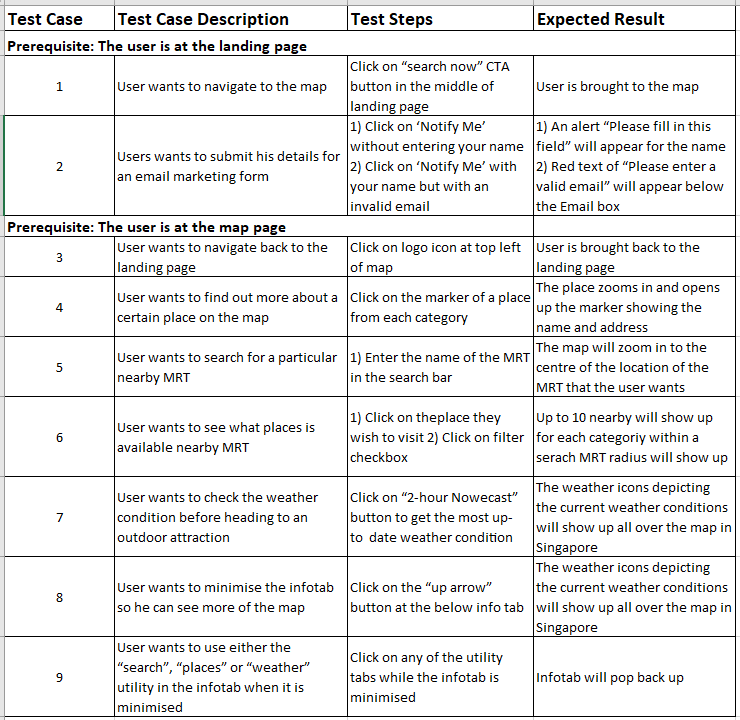 Test Case Test Case Description Test Steps Expected Result
Prerequisite: The user is at the landing page
1
User wants to navigate to the map
Click on “search now” CTA
button in the middle of
landing page
User is brought to the map
2
Users wants to submit his details for
an email marketing form
1) Click on ‘Notify Me’
without entering your name
2) Click on ‘Notify Me’ with
your name but with an
invalid email
1) An alert “Please fill in this
field” will appear for the name
2) Red text of “Please enter a
valid email” will appear below
the Email box
Prerequisite: The user is at the map page
3
User wants to navigate back to the
landing page
Click on logo icon at top left
of map
User is brought back to the
landing page
4
User wants to find out more about a
certain place on the map
Click on the marker of a place
from each category
The place zooms in and opens
up the marker showing the
name and address
5
User wants to search for a particular
nearby MRT
1) Enter the name of the MRT
in the search bar
The map will zoom in to the
centre of the location of the
MRT that the user wants
6
User wants to see what places is
available nearby MRT
1) Click on theplace they
wish to visit 2) Click on filter
checkbox
Up to 10 nearby will show up
for each categoriy within a
serach MRT radius will show up
7
User wants to check the weather
condition before heading to an
outdoor attraction
Click on “2-hour Nowecast”
button to get the most up-
to date weather condition
The weather icons depicting
the current weather conditions
will show up all over the map in
Singapore
8
User wants to minimise the infotab
so he can see more of the map
Click on the “up arrow”
button at the below info tab
The weather icons depicting
the current weather conditions
will show up all over the map in
Singapore
9
User wants to use either the
“search”, “places” or “weather”
utility in the infotab when it is
minimised
Click on any of the utility
tabs while the infotab is
minimised
Infotab will pop back up